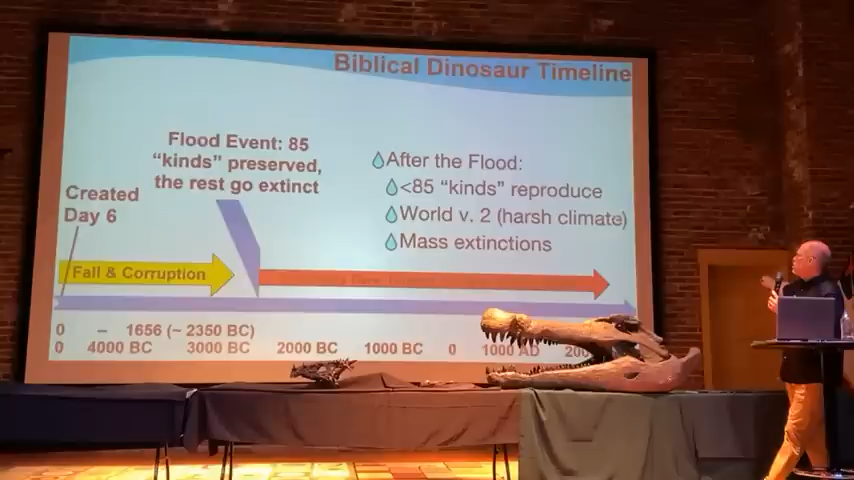 Biblical Dinosaur Timeline
Flood Event: 85
"kinds" preserved,
the rest go extinct
Created
Day 6
After the Flood:
<85 "kinds" reproduce
World v. 2 (harsh climate)
Mass extinctions
Fall & Corruption
0 – 1656 (~ 2350 BC)
0 4000 BC 3000 BC 2000 BC 1000 BC 0 1000 AD